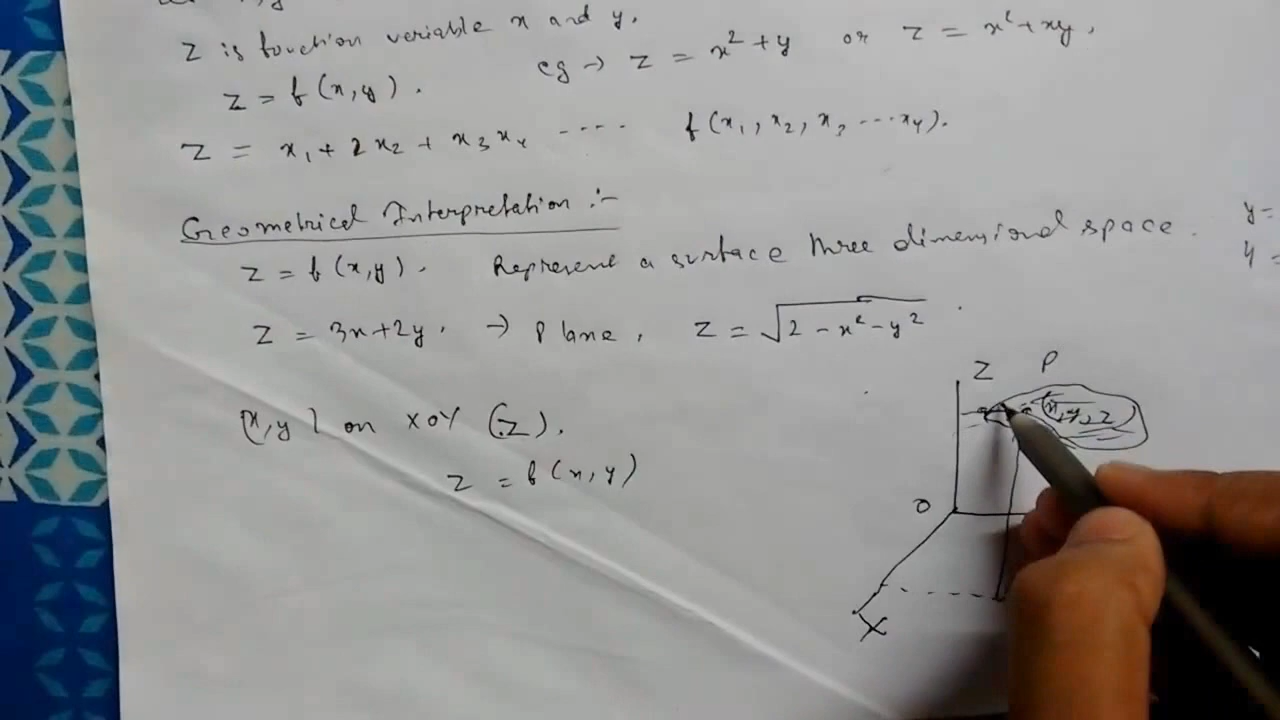 Z is function variable x and y.
eg → z = x² + y or z = x² + xy,
z = f(x,y).
z = x₁ + 2x₂ + x₃x₄ ---- f(x₁, x₂, x₃ ...x₄).
Geometrical Interpretation :-
z = f(x,y). Represent a surface three dimensional space.
y =
z = 3x+2y. → Plane, z = √2 - x² - y² .
Z P
(x,y) on XOY (z).
(x,y,z)
z = f(x,y)
O
X